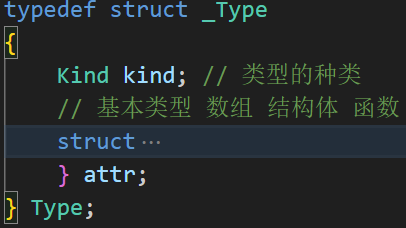 typedef struct _Type
{
Kind kind; // 类型的种类
// 基本类型 数组 结构体 函数
struct…
} attr;
} Type;